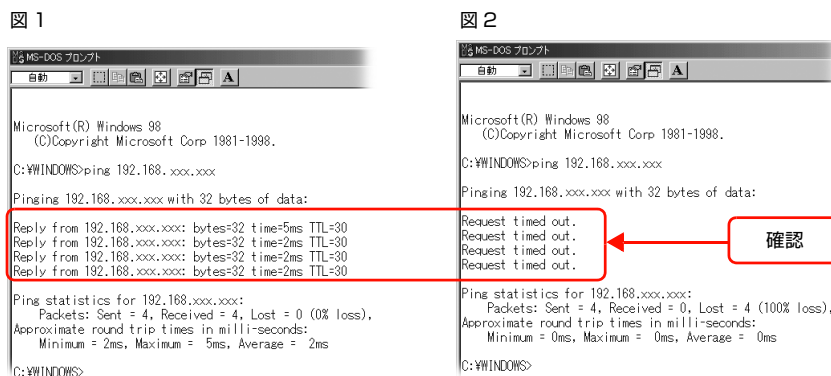 図1
MS-DOS プロンプト
自動
A
Microsoft(R) Windows 98
(C)Copyright Microsoft Corp 1981-1998.
C:¥WINDOWS>ping 192.168.xxx.xxx
Pinging 192.168.xxx.xxx with 32 bytes of data:
Reply from 192.168.xxx.xxx: bytes=32 time=5ms TTL=30
Reply from 192.168.xxx.xxx: bytes=32 time=2ms TTL=30
Reply from 192.168.xxx.xxx: bytes=32 time=2ms TTL=30
Reply from 192.168.xxx.xxx: bytes=32 time=2ms TTL=30
Ping statistics for 192.168.xxx.xxx:
Packets: Sent = 4, Received = 4, Lost = 0 (0% loss),
Approximate round trip times in milli-seconds:
Minimum = 2ms, Maximum = 5ms, Average = 2ms
C:¥WINDOWS>
図2
MS-DOS プロンプト
自動
A
Microsoft(R) Windows 98
(C)Copyright Microsoft Corp 1981-1998.
C:¥WINDOWS>ping 192.168.xxx.xxx
Pinging 192.168.xxx.xxx with 32 bytes of data:
Request timed out.
Request timed out.
Request timed out.
Request timed out.
確認
Ping statistics for 192.168.xxx.xxx:
Packets: Sent = 4, Received = 0, Lost = 4 (100% loss),
Approximate round trip times in milli-seconds:
Minimum = 0ms, Maximum = 0ms, Average = 0ms
C:¥WINDOWS>